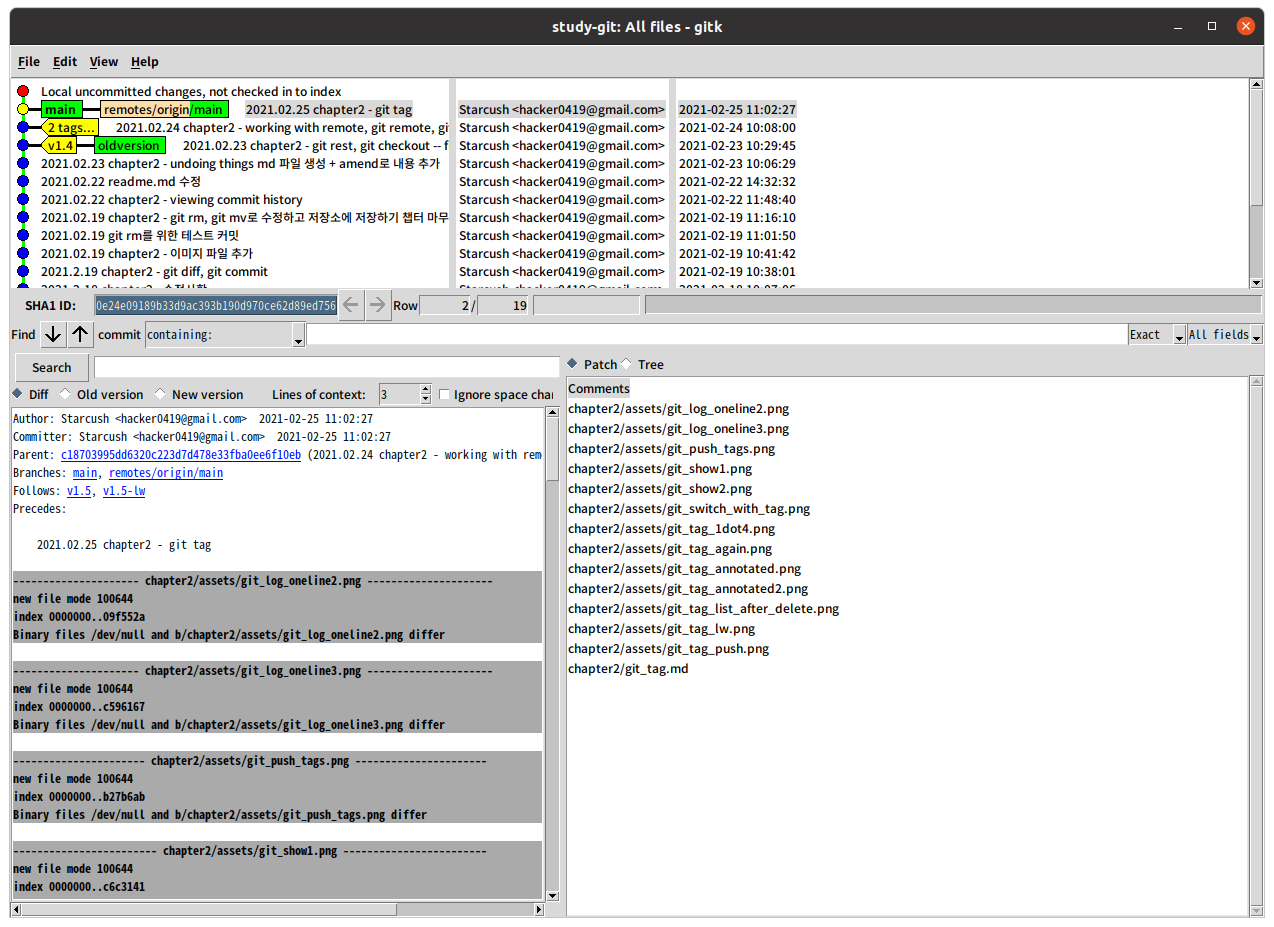 study-git: All files - gitk
File Edit View Help
Local uncommitted changes, not checked in to index
main remotes/origin/main 2021.02.25 chapter2 - git tag Starcush <hacker0419@gmail.com> 2021-02-25 11:02:27
2 tags... 2021.02.24 chapter2 - working with remote, git remote, gi Starcush <hacker0419@gmail.com> 2021-02-24 10:08:00
v1.4 oldversion 2021.02.23 chapter2 - git rest, git checkout -- f Starcush <hacker0419@gmail.com> 2021-02-23 10:29:45
2021.02.23 chapter2 - undoing things md 파일 생성 + amend로 내용 추가 Starcush <hacker0419@gmail.com> 2021-02-23 10:06:29
2021.02.22 readme.md 수정 Starcush <hacker0419@gmail.com> 2021-02-22 14:32:32
2021.02.22 chapter2 - viewing commit history Starcush <hacker0419@gmail.com> 2021-02-22 11:48:40
2021.02.19 chapter2 - git rm, git mv로 수정하고 저장소에 저장하기 챕터 마무 Starcush <hacker0419@gmail.com> 2021-02-19 11:16:10
2021.02.19 git rm를 위한 테스트 커밋 Starcush <hacker0419@gmail.com> 2021-02-19 11:01:50
2021.02.19 chapter2 - 이미지 파일 추가 Starcush <hacker0419@gmail.com> 2021-02-19 10:41:42
2021.2.19 chapter2 - git diff, git commit Starcush <hacker0419@gmail.com> 2021-02-19 10:38:01
SHA1 ID: 0e24e09189b33d9ac393b190d970ce62d89ed756 Row 2 / 19
Find commit containing: Exact All fields
Search
Diff Old version New version Lines of context: 3 Ignore space char
Author: Starcush <hacker0419@gmail.com> 2021-02-25 11:02:27
Committer: Starcush <hacker0419@gmail.com> 2021-02-25 11:02:27
Parent: c18703995dd6320c223d7d478e33fba0ee6f10eb (2021.02.24 chapter2 - working with rem
Branches: main, remotes/origin/main
Follows: v1.5, v1.5-lw
Precedes:
2021.02.25 chapter2 - git tag
--------------------- chapter2/assets/git_log_oneline2.png ---------------------
new file mode 100644
index 0000000..09f552a
Binary files /dev/null and b/chapter2/assets/git_log_oneline2.png differ
--------------------- chapter2/assets/git_log_oneline3.png ---------------------
new file mode 100644
index 0000000..c596167
Binary files /dev/null and b/chapter2/assets/git_log_oneline3.png differ
---------------------- chapter2/assets/git_push_tags.png ----------------------
new file mode 100644
index 0000000..b27b6ab
Binary files /dev/null and b/chapter2/assets/git_push_tags.png differ
------------------------ chapter2/assets/git_show1.png ------------------------
new file mode 100644
index 0000000..c6c3141
Patch Tree
Comments
chapter2/assets/git_log_oneline2.png
chapter2/assets/git_log_oneline3.png
chapter2/assets/git_push_tags.png
chapter2/assets/git_show1.png
chapter2/assets/git_show2.png
chapter2/assets/git_switch_with_tag.png
chapter2/assets/git_tag_1dot4.png
chapter2/assets/git_tag_again.png
chapter2/assets/git_tag_annotated.png
chapter2/assets/git_tag_annotated2.png
chapter2/assets/git_tag_list_after_delete.png
chapter2/assets/git_tag_lw.png
chapter2/assets/git_tag_push.png
chapter2/git_tag.md